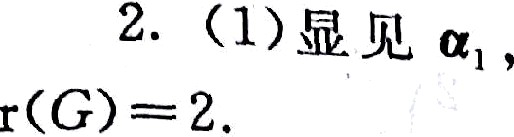 2. (1)显见 α₁,
r(G)=2.